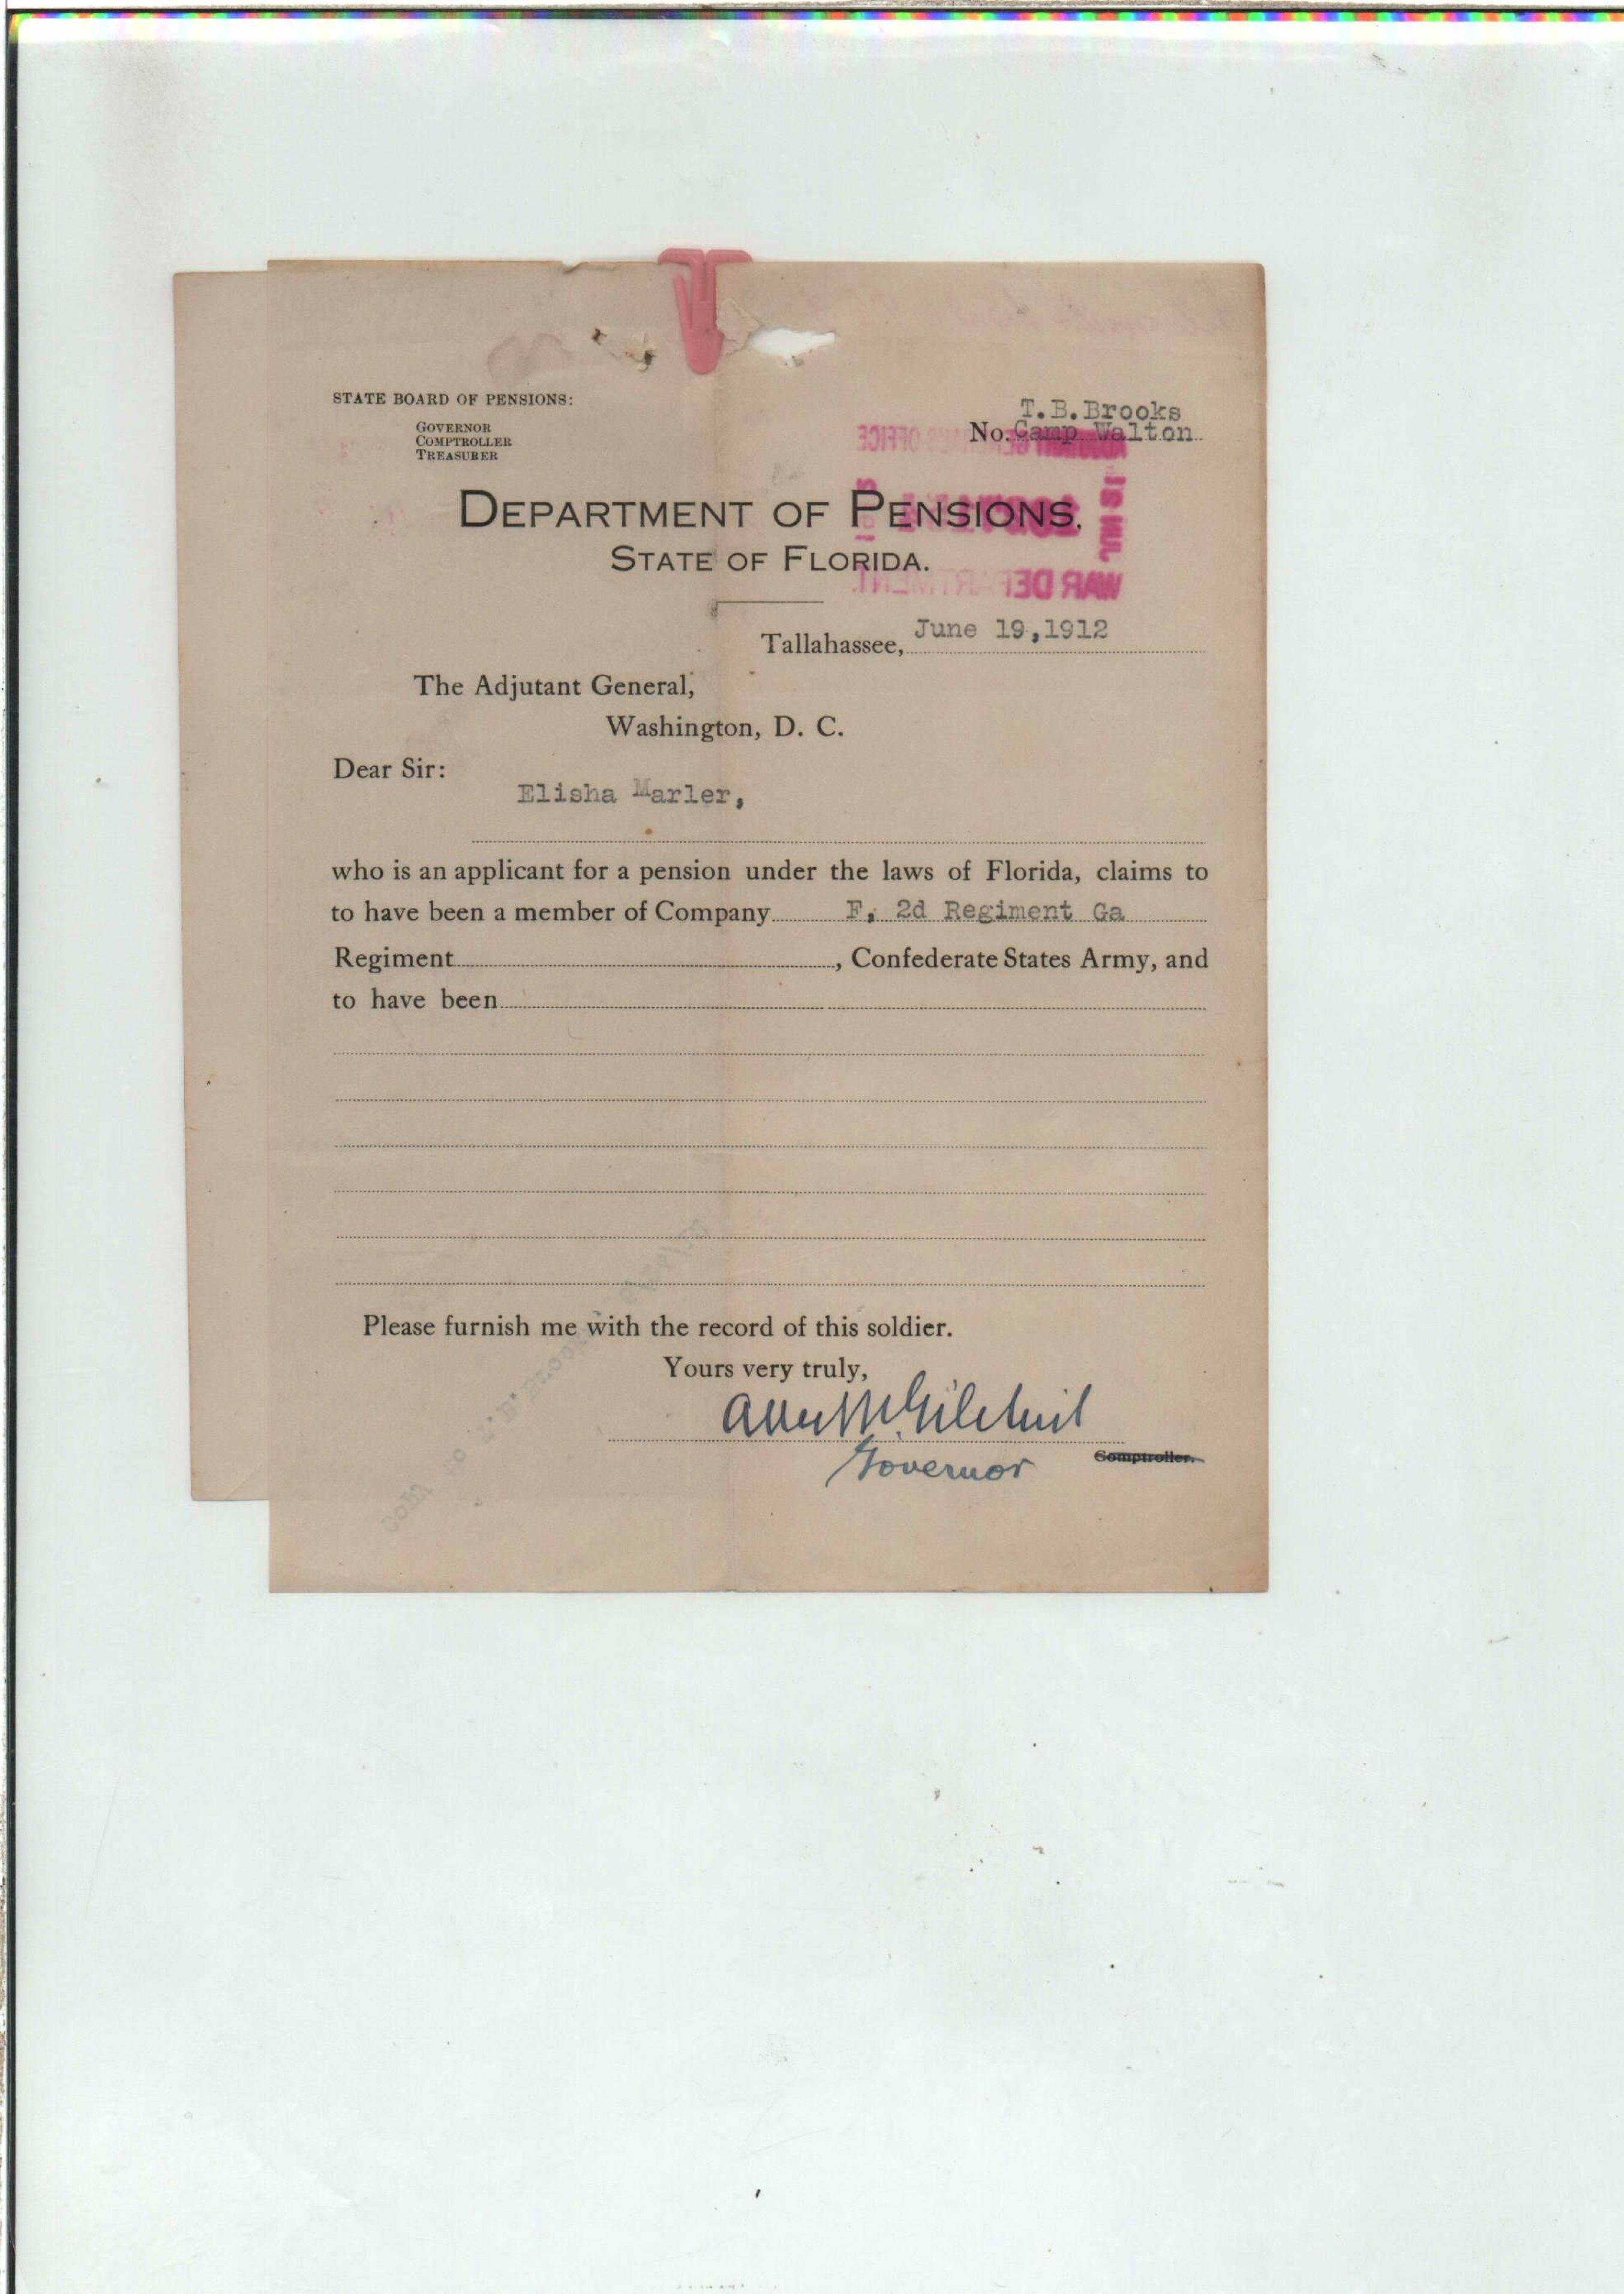 STATE BOARD OF PENSIONS:
GOVERNOR
COMPTROLLER
TREASURER
T.B.Brooks
No. Camp Walton
DEPARTMENT OF PENSIONS,
STATE OF FLORIDA.
WAR DEPARTMENT.
Tallahassee, June 19,1912
The Adjutant General,
Washington, D. C.
Dear Sir:
Elisha Marler,
who is an applicant for a pension under the laws of Florida, claims to
to have been a member of Company F, 2d Regiment Ga
Regiment, Confederate States Army, and
to have been
Please furnish me with the record of this soldier.
Yours very truly,
Albert W. Gilchrist
Governor Comptroller.